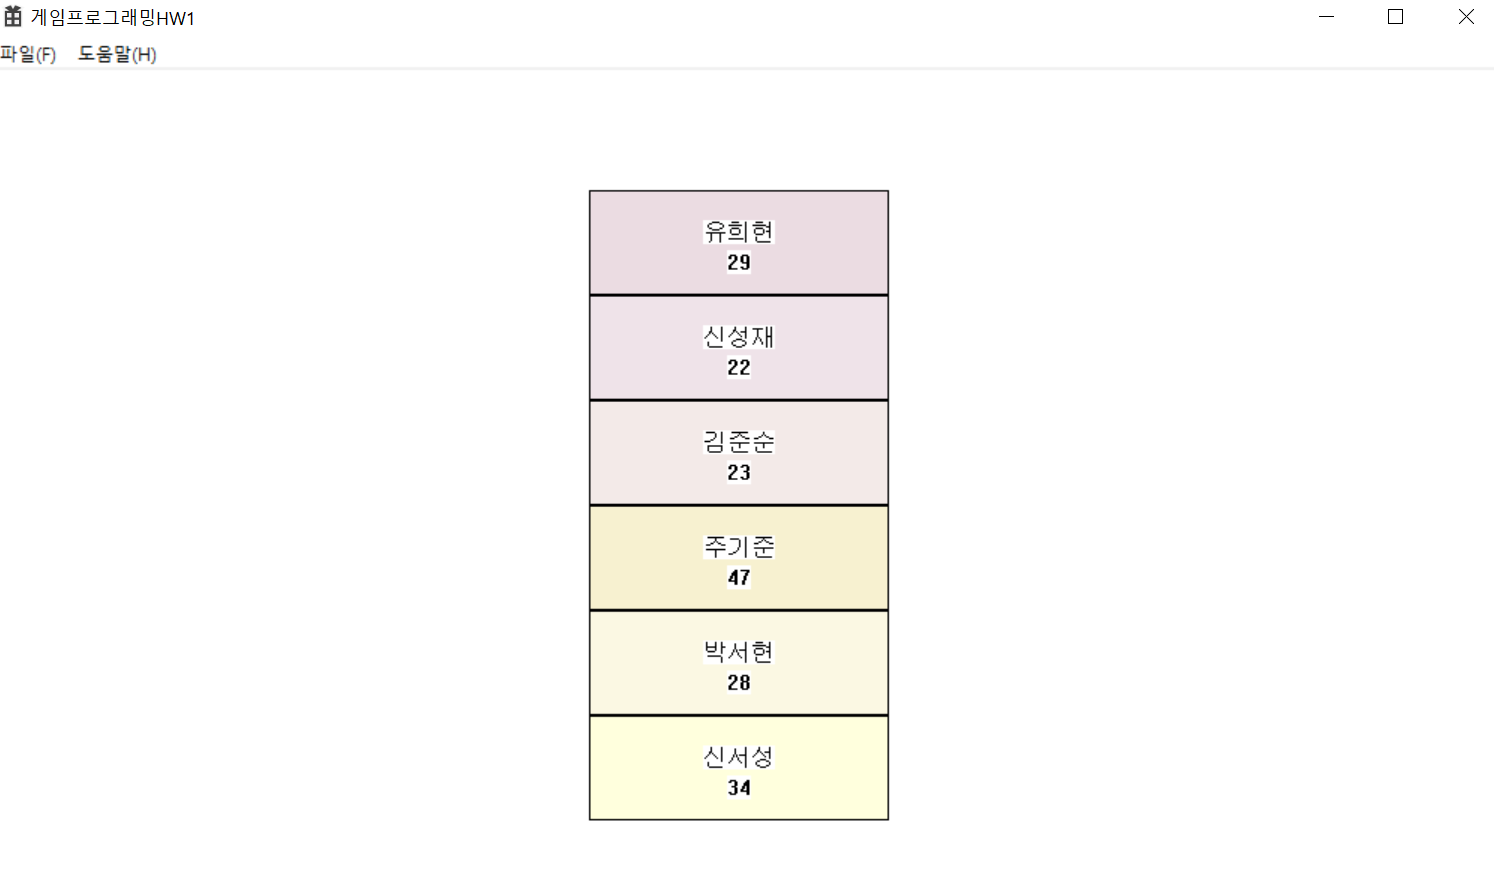 게임프로그래밍HW1
파일(F) 도움말(H)
유희현
29
신성재
22
김준순
23
주기준
47
박서현
28
신서성
34